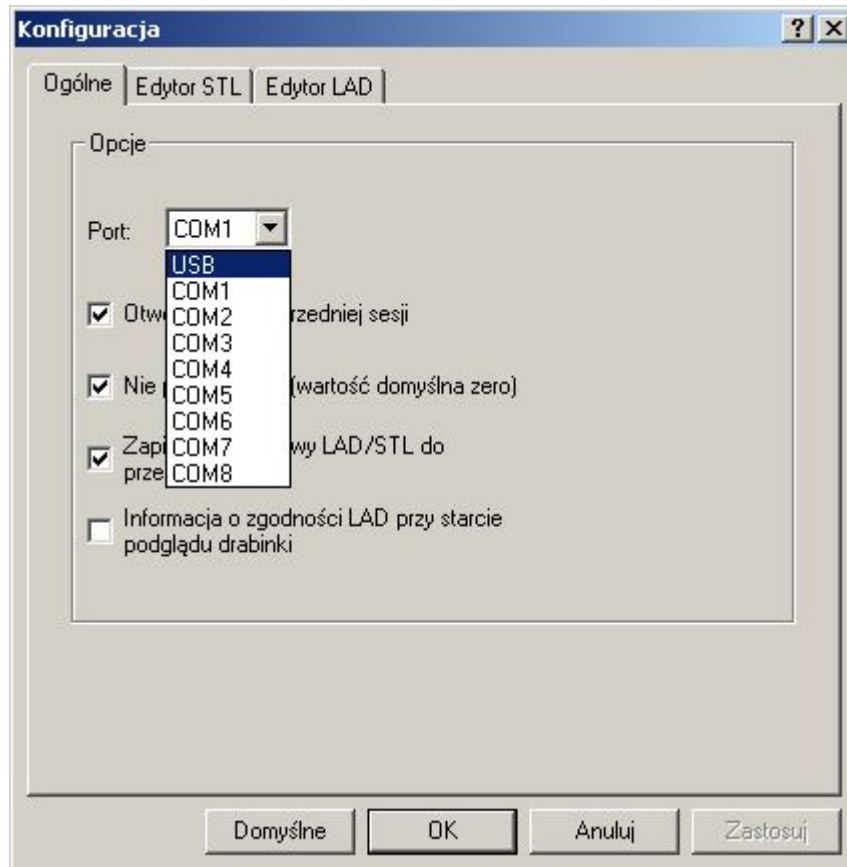 Konfiguracja
Ogólne Edytor STL Edytor LAD
Opcje
Port: COM1
USB
COM1
Otw COM2 rzedniej sesji
COM3
COM4
Nie COM5 (wartość domyślna zero)
COM6
Zapi COM7 wy LAD/STL do
prze COM8
Informacja o zgodności LAD przy starcie
podglądu drabinki
Domyślne OK Anuluj Zastosuj